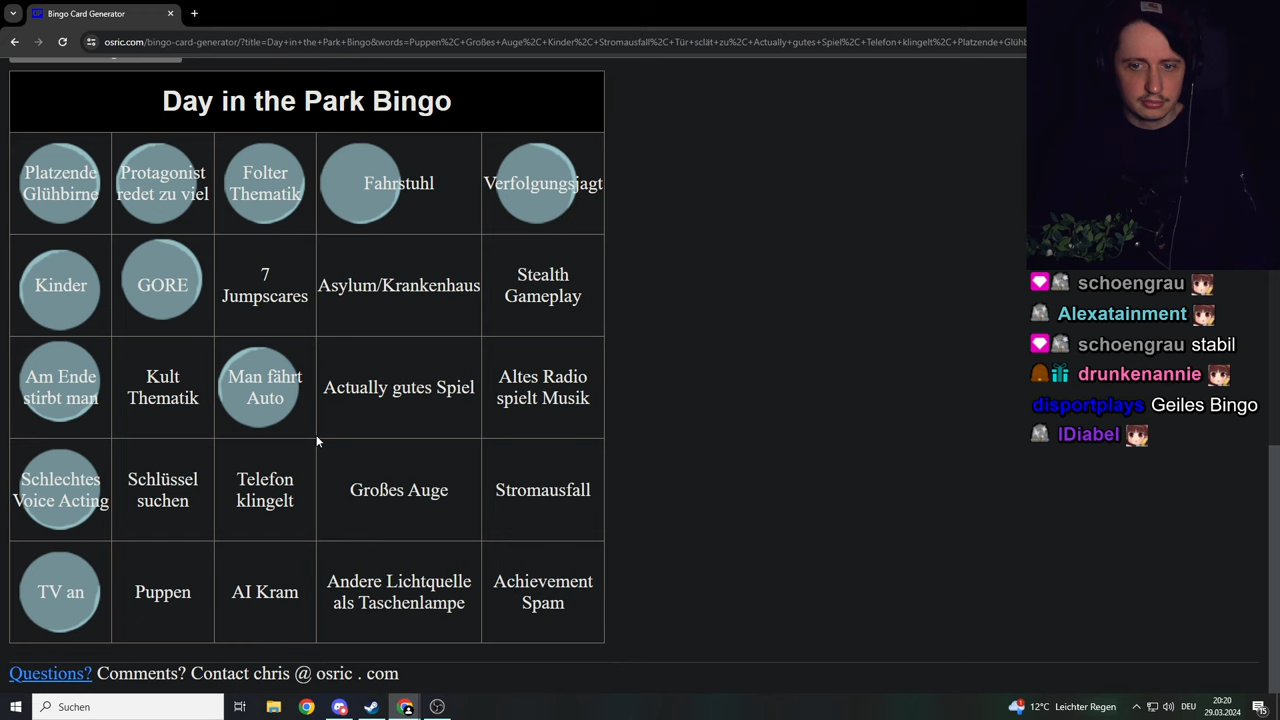 Bingo Card Generator
osric.com/bingo-card-generator/?title=Day+in+the+Park+Bingo&words=Puppen%2C+Großes+Auge%2C+Kinder%2C+Stromausfall%2C+Tür+sclät+zu%2C+Actually+gutes+Spiel%2C+Telefon+klingelt%2C+Platzende+Glühb
Day in the Park Bingo
Platzende
Glühbirne
Protagonist
redet zu viel
Folter
Thematik
Fahrstuhl
Verfolgungsjagt
Kinder
GORE
7
Jumpscares
Asylum/Krankenhaus
Stealth
Gameplay
Am Ende
stirbt man
Kult
Thematik
Man fährt
Auto
Actually gutes Spiel
Altes Radio
spielt Musik
Schlechtes
Voice Acting
Schlüssel
suchen
Telefon
klingelt
Großes Auge
Stromausfall
TV an
Puppen
AI Kram
Andere Lichtquelle
als Taschenlampe
Achievement
Spam
Questions? Comments? Contact chris @ osric . com
schoengrau
Alexatainment
schoengrau stabil
drunkenannie
disportplays Geiles Bingo
lDiabel
Suchen
12°C Leichter Regen
DEU
20:20
29.03.2024
15